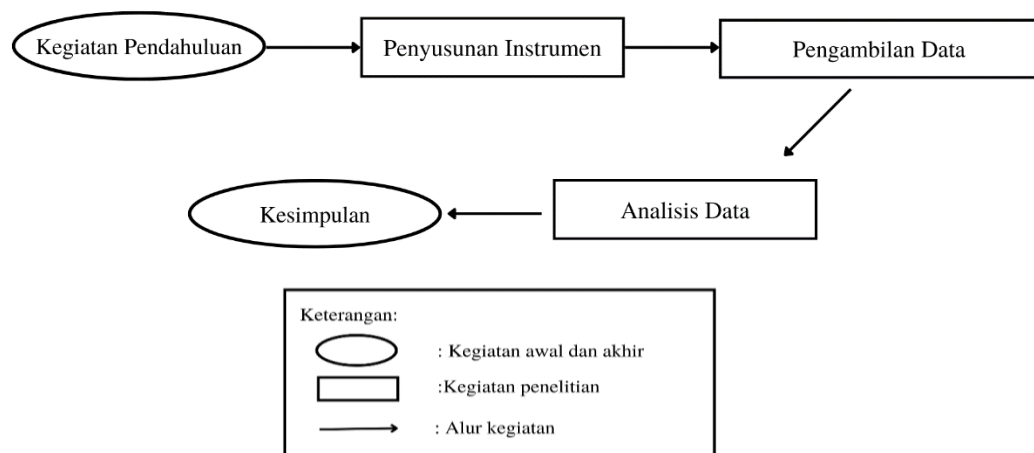 Kegiatan Pendahuluan
Penyusunan Instrumen
Pengambilan Data
Analisis Data
Kesimpulan
Keterangan:
: Kegiatan awal dan akhir
:Kegiatan penelitian
: Alur kegiatan